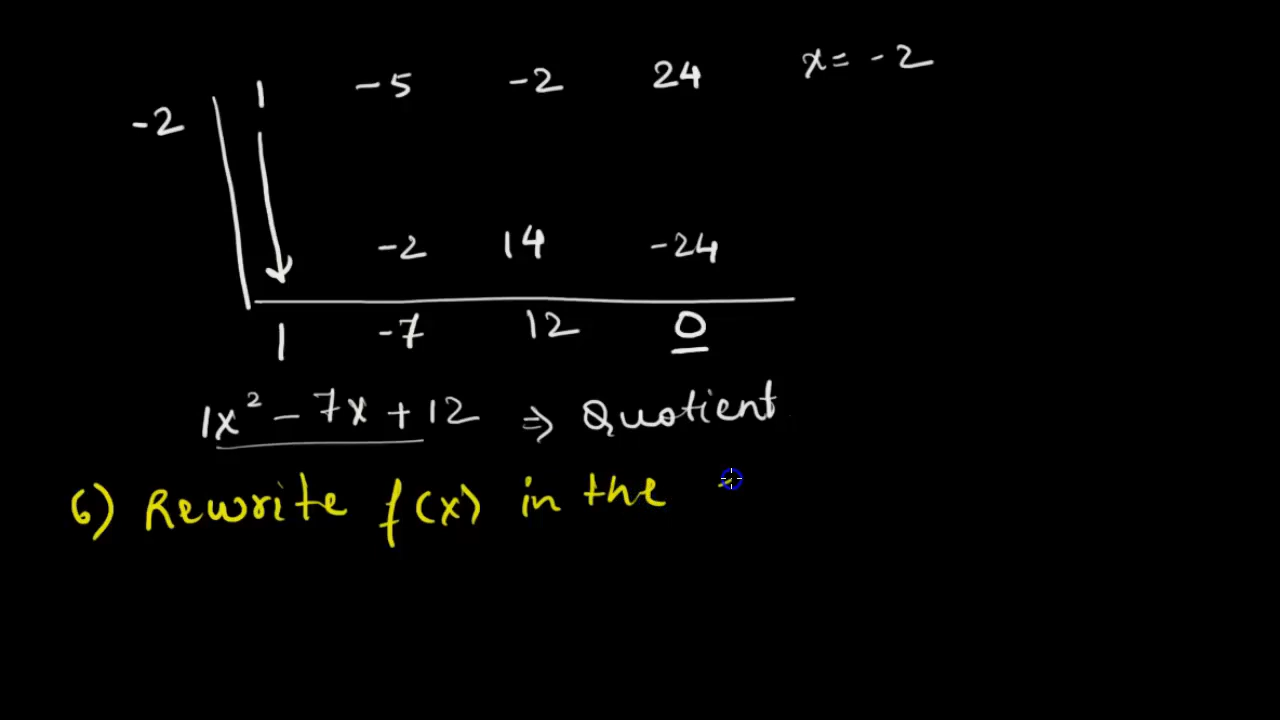 1 -5 -2 24 x = -2
-2
-2 14 -24
1 -7 12 0
1x² - 7x + 12 ⇒ Quotient
6) Rewrite f(x) in the